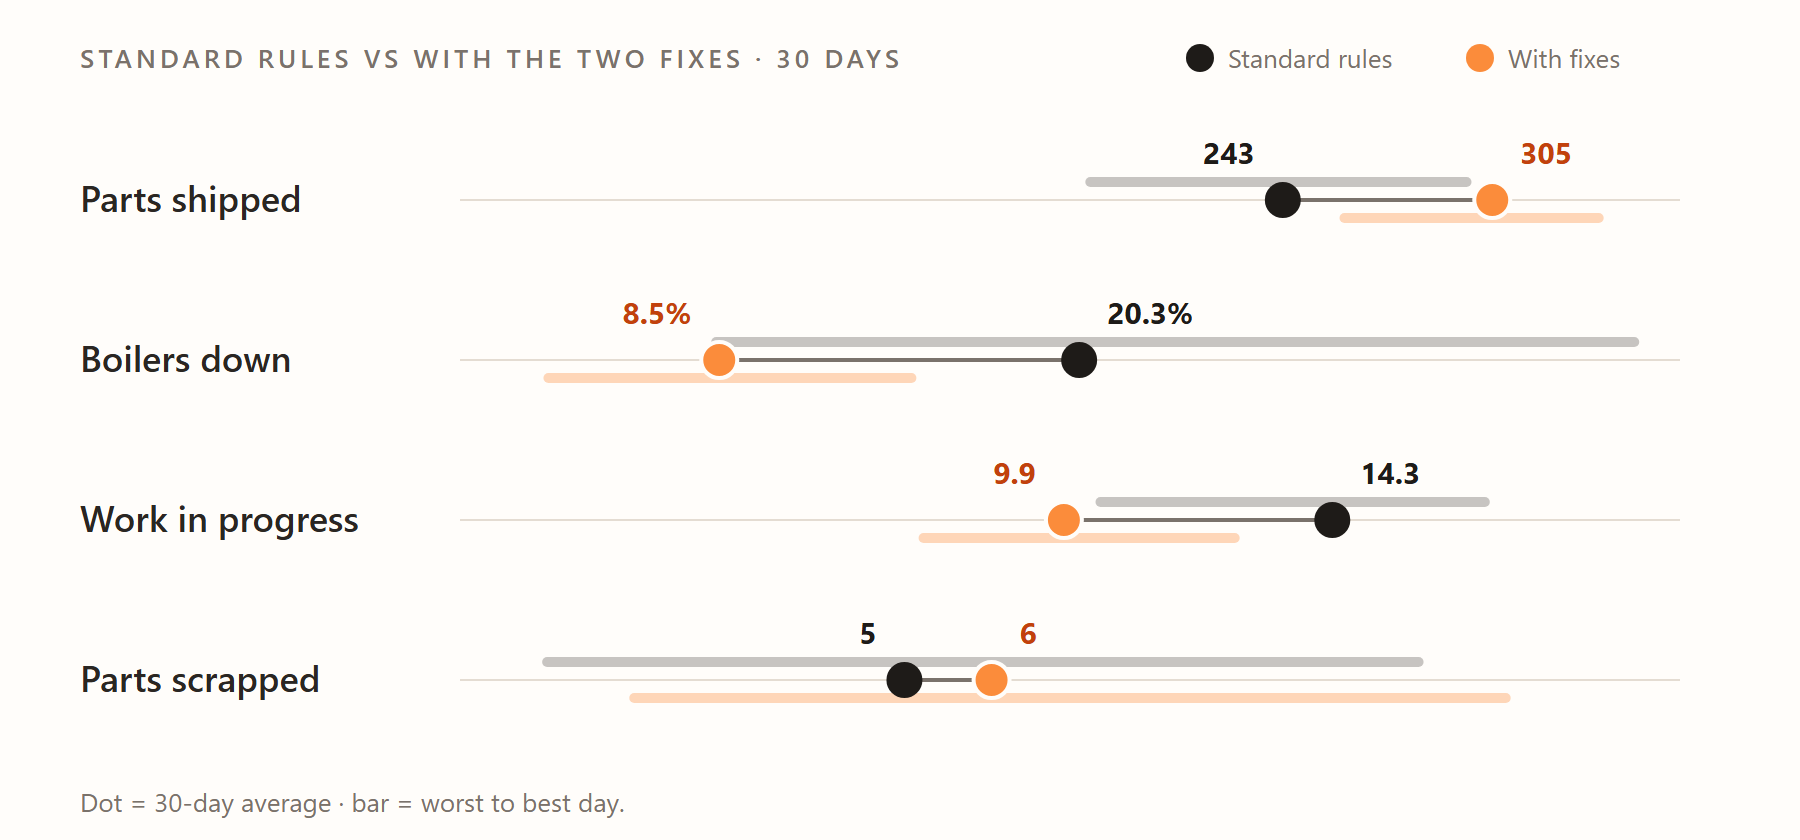 STANDARD RULES VS WITH THE TWO FIXES · 30 DAYS
Standard rules
With fixes
243
305
Parts shipped
8.5%
20.3%
Boilers down
9.9
14.3
Work in progress
5
6
Parts scrapped
Dot = 30-day average · bar = worst to best day.